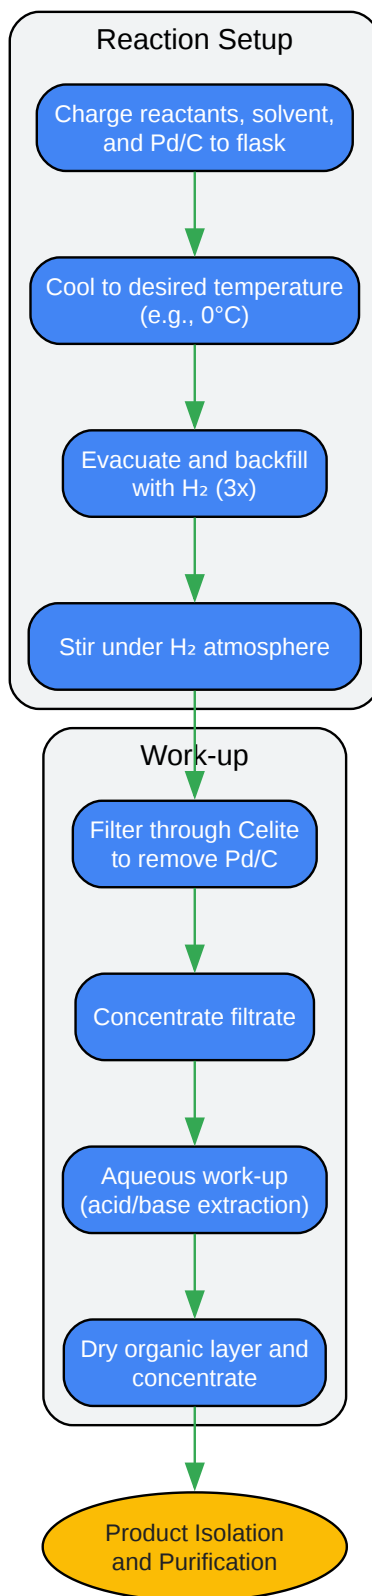 Reaction Setup
Charge reactants, solvent,
and Pd/C to flask
Cool to desired temperature
(e.g., 0°C)
Evacuate and backfill
with H₂ (3x)
Stir under H₂ atmosphere
Work-up
Filter through Celite
to remove Pd/C
Concentrate filtrate
Aqueous work-up
(acid/base extraction)
Dry organic layer and
concentrate
Product Isolation
and Purification